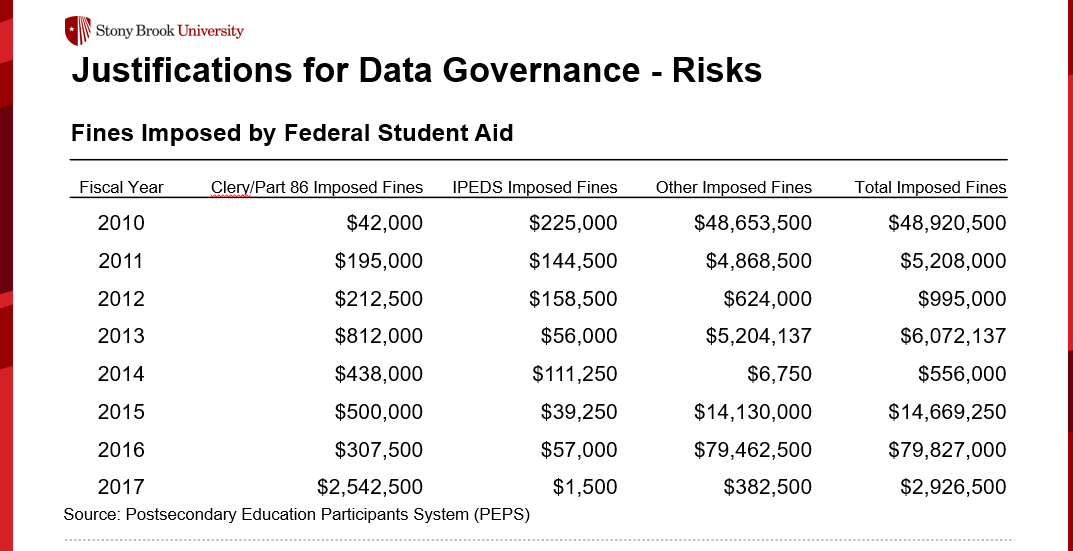 Stony Brook University
Justifications for Data Governance - Risks
Fines Imposed by Federal Student Aid
Fiscal Year Clery/Part 86 Imposed Fines IPEDS Imposed Fines Other Imposed Fines Total Imposed Fines
2010 $42,000 $225,000 $48,653,500 $48,920,500
2011 $195,000 $144,500 $4,868,500 $5,208,000
2012 $212,500 $158,500 $624,000 $995,000
2013 $812,000 $56,000 $5,204,137 $6,072,137
2014 $438,000 $111,250 $6,750 $556,000
2015 $500,000 $39,250 $14,130,000 $14,669,250
2016 $307,500 $57,000 $79,462,500 $79,827,000
2017 $2,542,500 $1,500 $382,500 $2,926,500
Source: Postsecondary Education Participants System (PEPS)